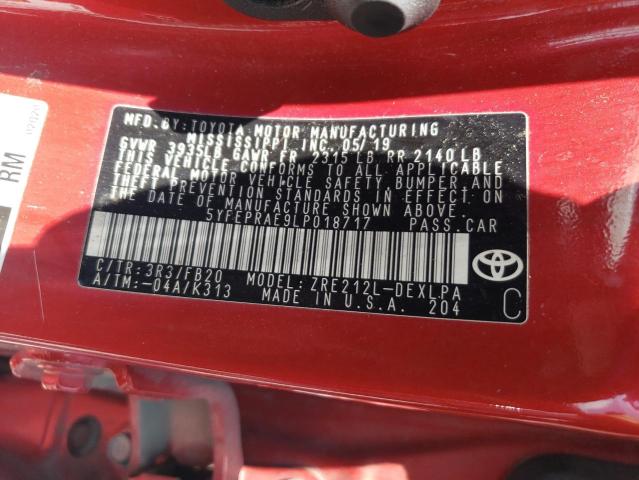 MFD.BY:TOYOTA MOTOR MANUFACTURING
MISSISSIPPI, INC. 05/19
GVWR 3935LB GAWR FR 2315 LB RR 2140 LB
THIS VEHICLE CONFORMS TO ALL APPLICABLE
FEDERAL MOTOR VEHICLE SAFETY, BUMPER, AND
THEFT PREVENTION STANDARDS IN EFFECT ON
THE DATE OF MANUFACTURE SHOWN ABOVE.
5YFEPRAE9LP018717 PASS.CAR
C/TR:3R3/FB20 MODEL: ZRE212L-DEXLPA
A/TM:-04A/K313 MADE IN U.S.A. 204
C
RM